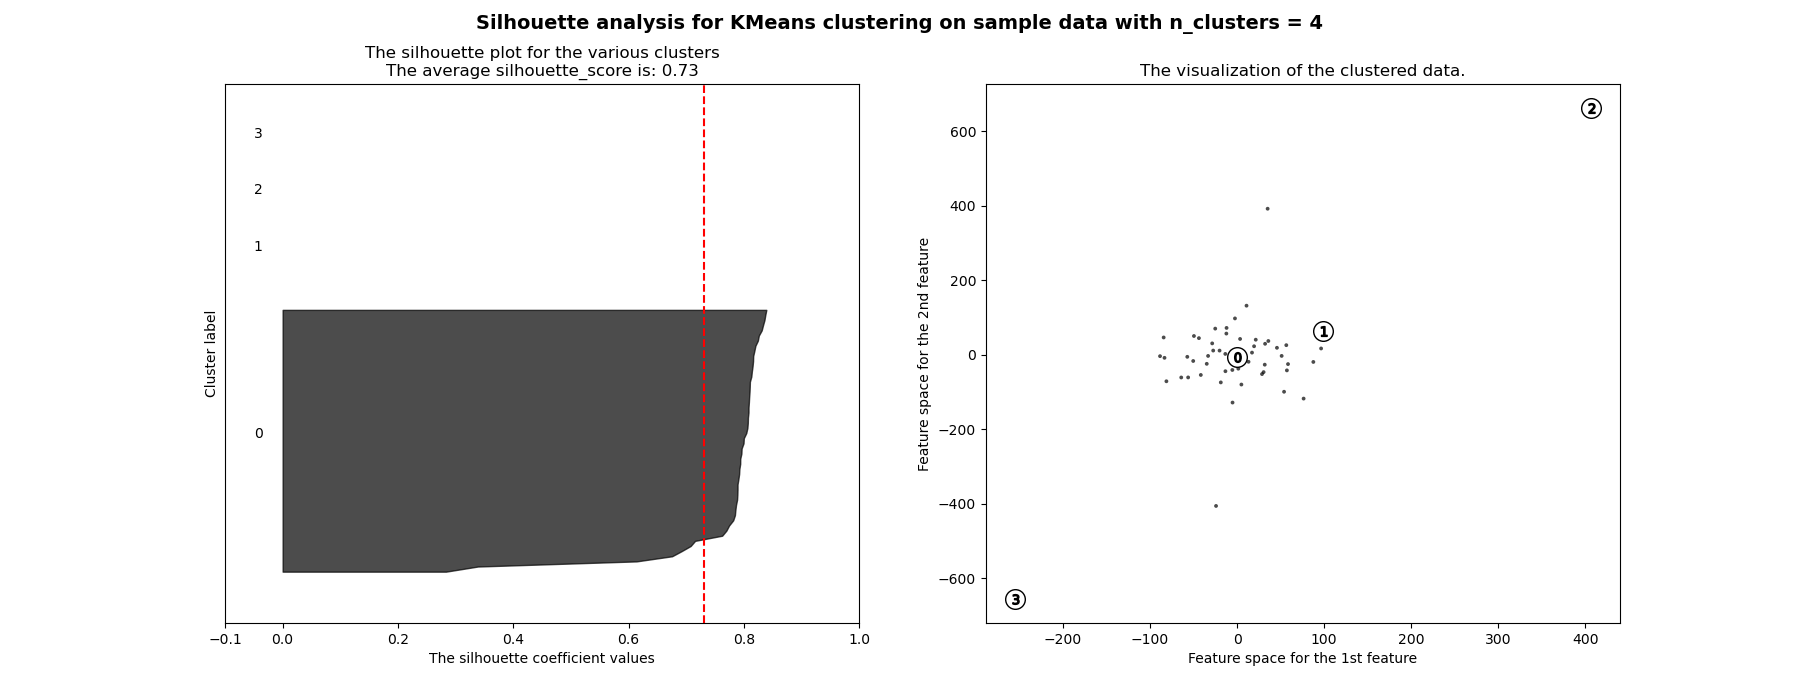 Silhouette analysis for KMeans clustering on sample data with n_clusters = 4
The silhouette plot for the various clusters
The average silhouette_score is: 0.73
3
2
1
0
Cluster label
−0.1 0.0 0.2 0.4 0.6 0.8 1.0
The silhouette coefficient values
The visualization of the clustered data.
2
1
0
3
600
400
200
0
−200
−400
−600
Feature space for the 2nd feature
−200 −100 0 100 200 300 400
Feature space for the 1st feature